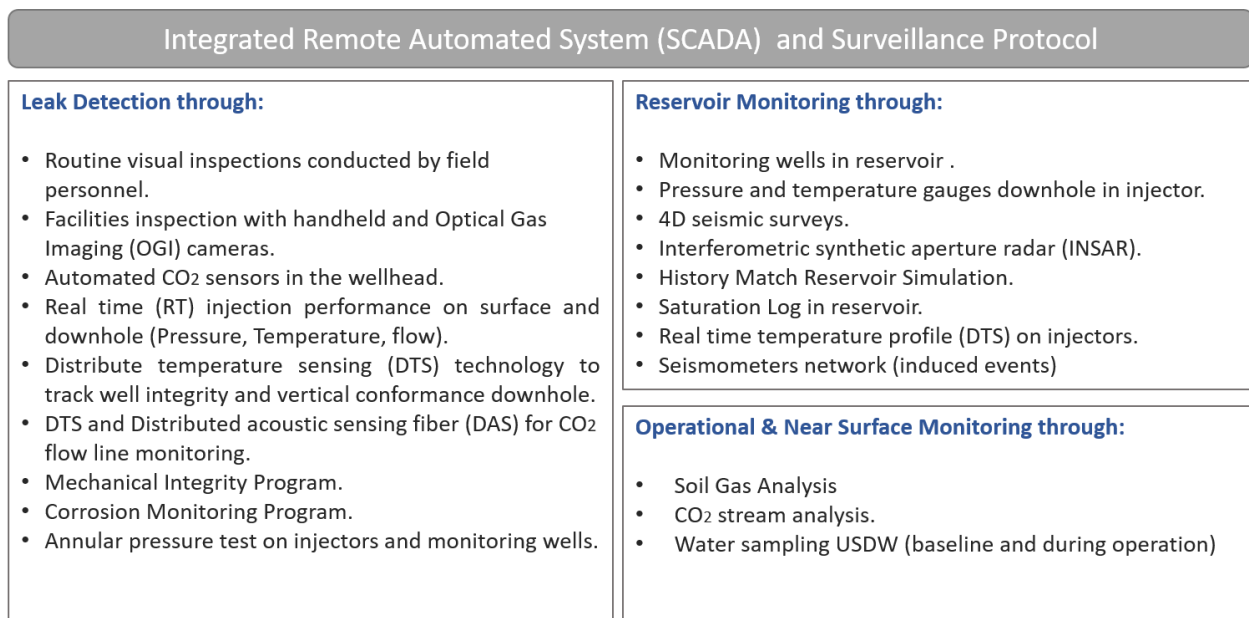 Integrated Remote Automated System (SCADA) and Surveillance Protocol
Leak Detection through:
• Routine visual inspections conducted by field
personnel.
• Facilities inspection with handheld and Optical Gas
Imaging (OGI) cameras.
• Automated CO2 sensors in the wellhead.
• Real time (RT) injection performance on surface and
downhole (Pressure, Temperature, flow).
• Distribute temperature sensing (DTS) technology to
track well integrity and vertical conformance downhole.
• DTS and Distributed acoustic sensing fiber (DAS) for CO2
flow line monitoring.
• Mechanical Integrity Program.
• Corrosion Monitoring Program.
• Annular pressure test on injectors and monitoring wells.
Reservoir Monitoring through:
• Monitoring wells in reservoir .
• Pressure and temperature gauges downhole in injector.
• 4D seismic surveys.
• Interferometric synthetic aperture radar (INSAR).
• History Match Reservoir Simulation.
• Saturation Log in reservoir.
• Real time temperature profile (DTS) on injectors.
• Seismometers network (induced events)
Operational & Near Surface Monitoring through:
• Soil Gas Analysis
• CO2 stream analysis.
• Water sampling USDW (baseline and during operation)